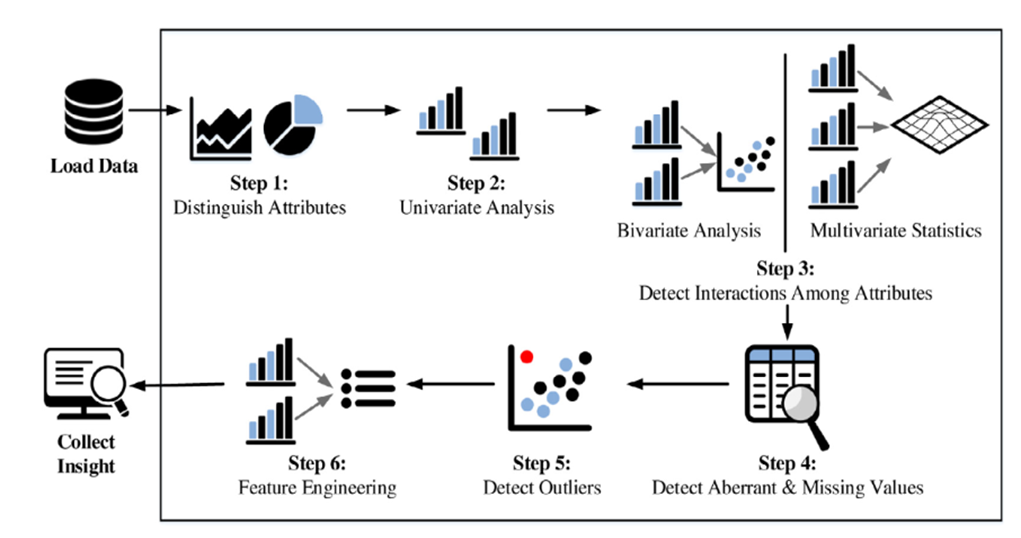 Load Data
Step 1:
Distinguish Attributes
Step 2:
Univariate Analysis
Bivariate Analysis
Multivariate Statistics
Step 3:
Detect Interactions Among Attributes
Step 4:
Detect Aberrant & Missing Values
Step 5:
Detect Outliers
Step 6:
Feature Engineering
Collect
Insight